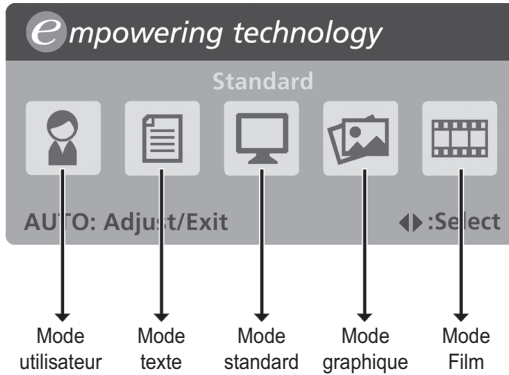 empowering technology
Standard
AUTO: Adjust/Exit ◀▶:Select
Mode utilisateur
Mode texte
Mode standard
Mode graphique
Mode Film